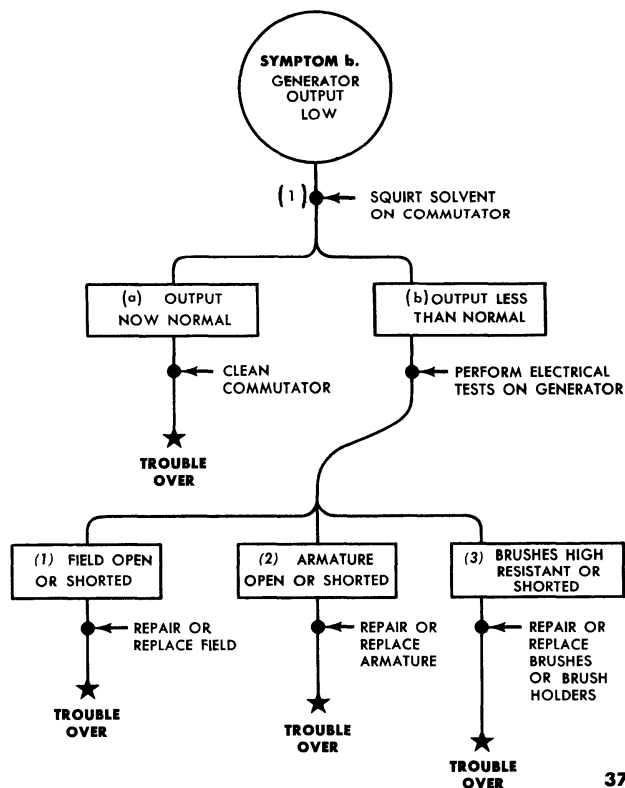 SYMPTOM b.
GENERATOR
OUTPUT
LOW
(1)
SQUIRT SOLVENT
ON COMMUTATOR
(a) OUTPUT
NOW NORMAL
(b) OUTPUT LESS
THAN NORMAL
CLEAN
COMMUTATOR
PERFORM ELECTRICAL
TESTS ON GENERATOR
TROUBLE
OVER
(1) FIELD OPEN
OR SHORTED
(2) ARMATURE
OPEN OR SHORTED
(3) BRUSHES HIGH
RESISTANT OR
SHORTED
REPAIR OR
REPLACE FIELD
REPAIR OR
REPLACE
ARMATURE
REPAIR OR
REPLACE
BRUSHES
OR BRUSH
HOLDERS
TROUBLE
OVER
TROUBLE
OVER
TROUBLE
OVER
37